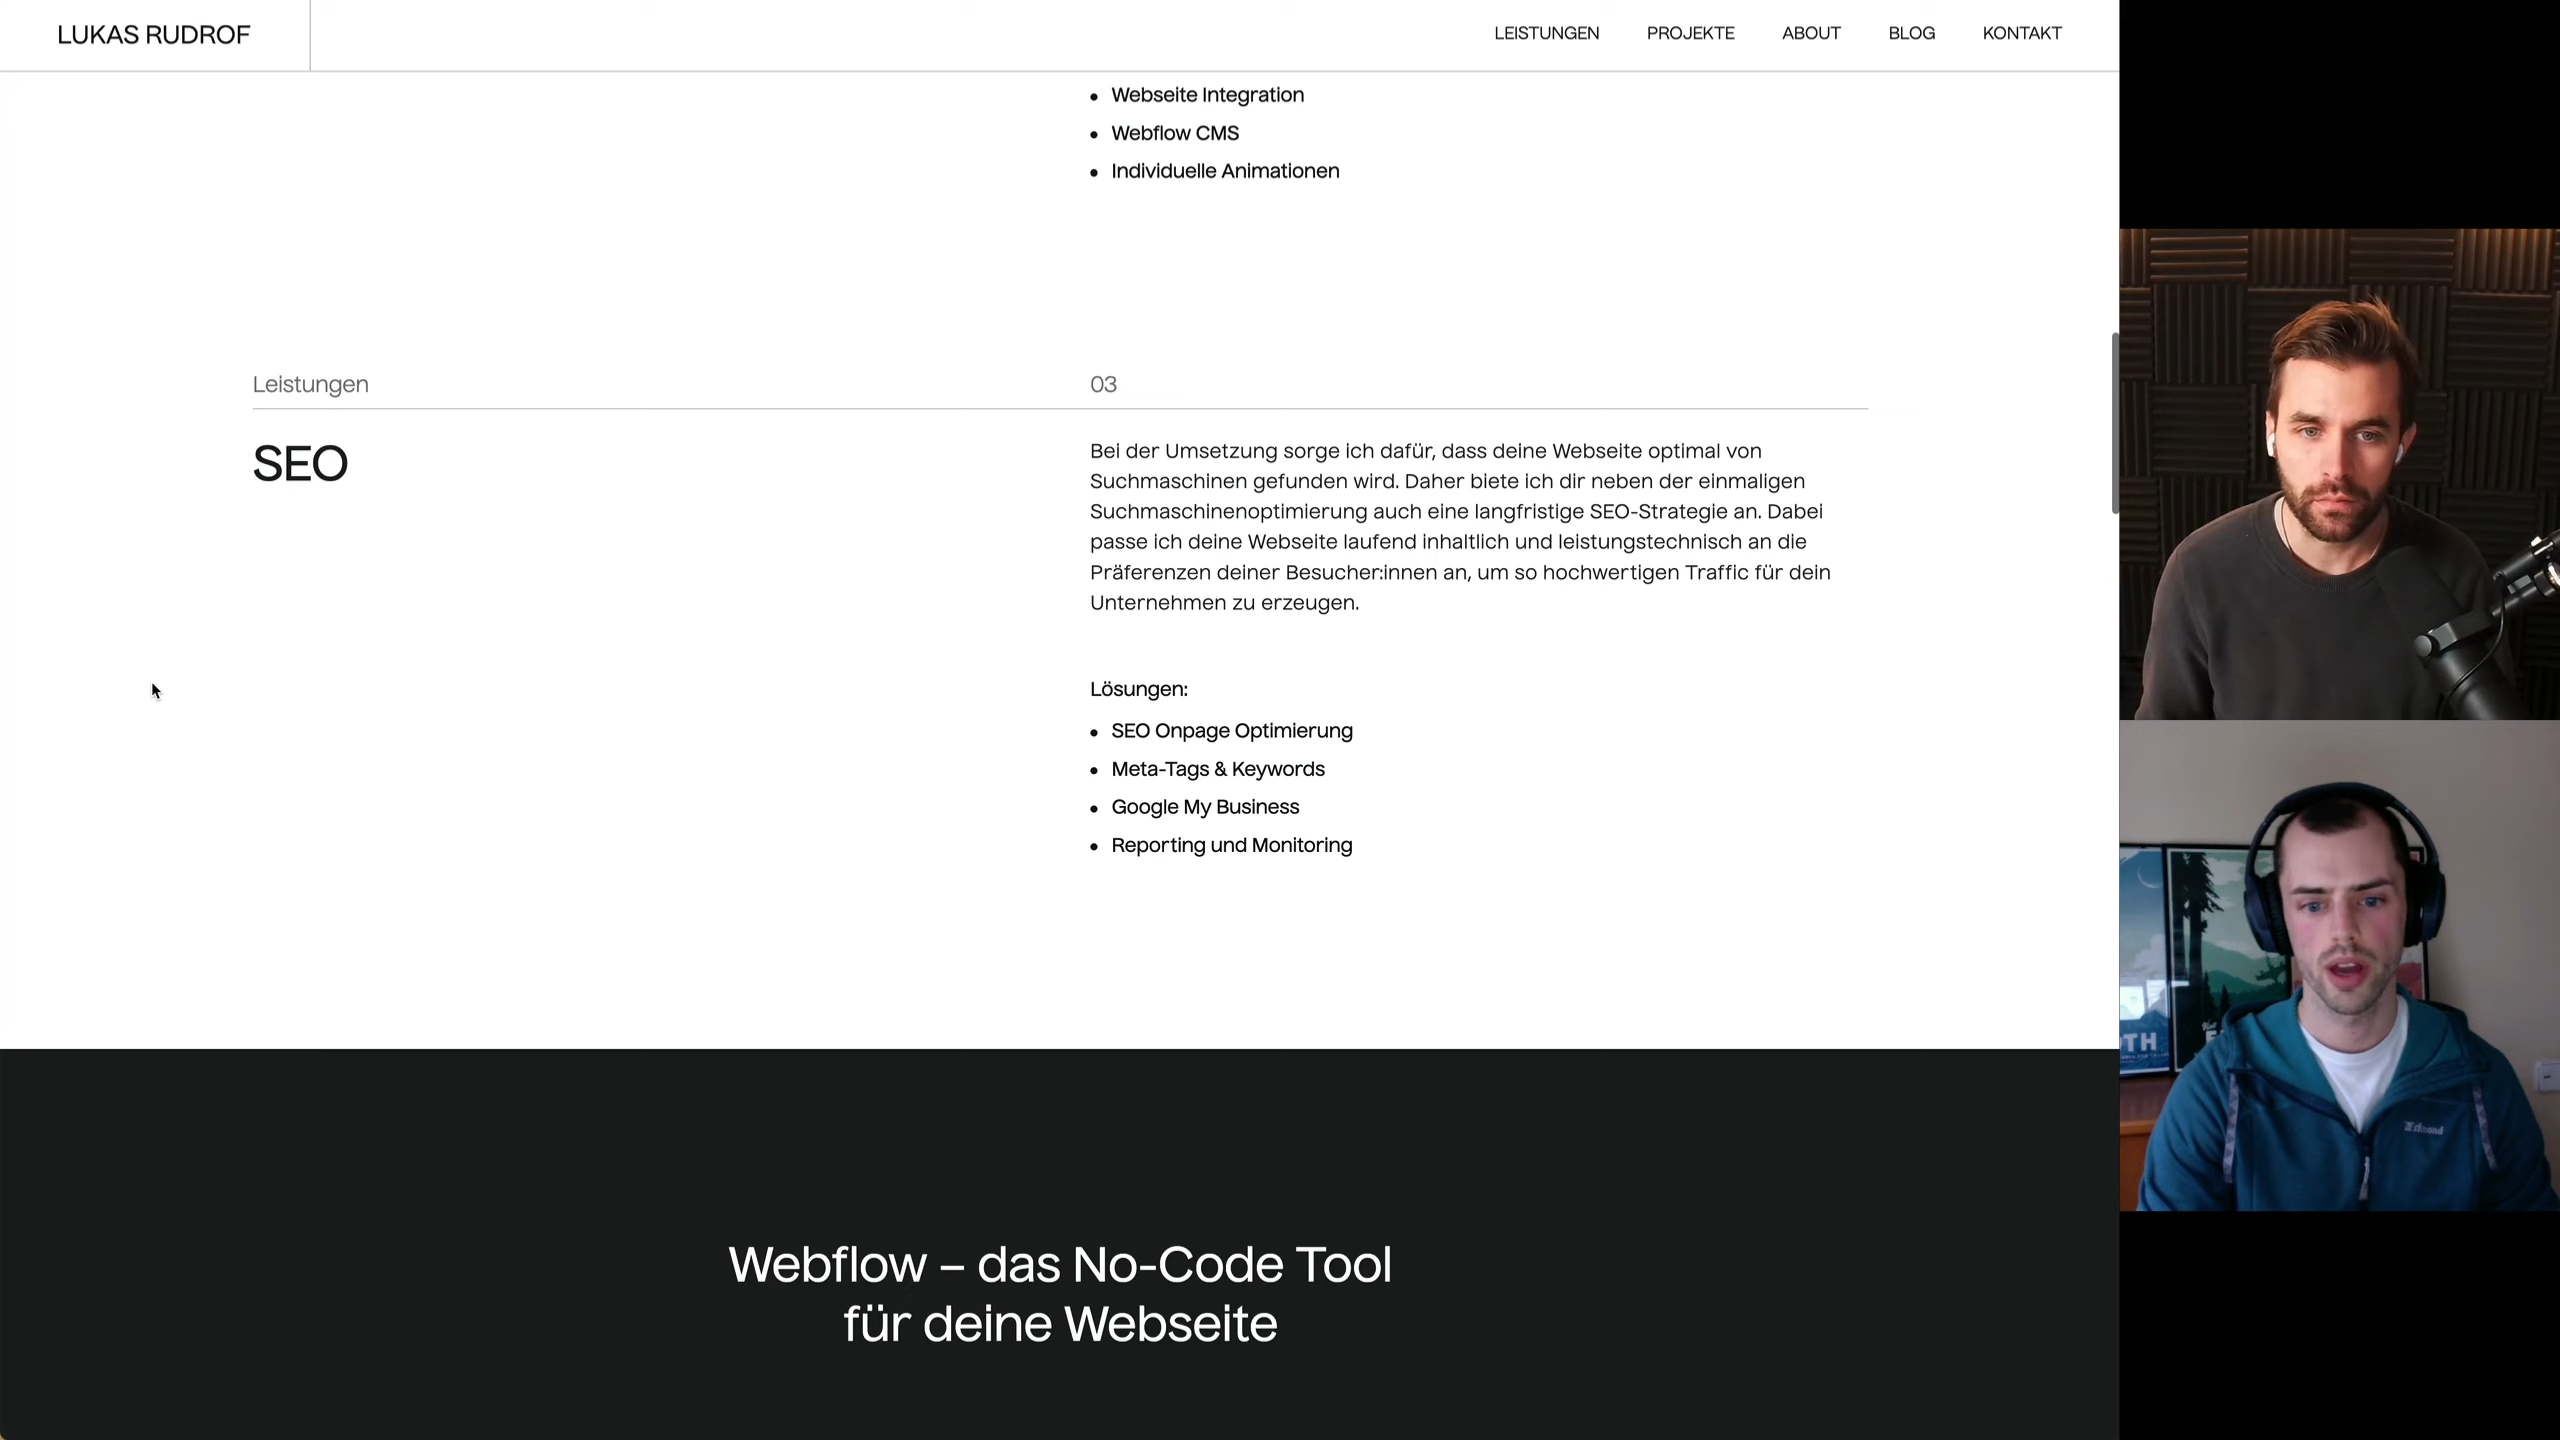 LUKAS RUDROF
LEISTUNGEN PROJEKTE ABOUT BLOG KONTAKT
• Webseite Integration
• Webflow CMS
• Individuelle Animationen
Leistungen 03
SEO
Bei der Umsetzung sorge ich dafür, dass deine Webseite optimal von
Suchmaschinen gefunden wird. Daher biete ich dir neben der einmaligen
Suchmaschinenoptimierung auch eine langfristige SEO-Strategie an. Dabei
passe ich deine Webseite laufend inhaltlich und leistungstechnisch an die
Präferenzen deiner Besucher:innen an, um so hochwertigen Traffic für dein
Unternehmen zu erzeugen.
Lösungen:
• SEO Onpage Optimierung
• Meta-Tags & Keywords
• Google My Business
• Reporting und Monitoring
TH
Webflow – das No-Code Tool
für deine Webseite